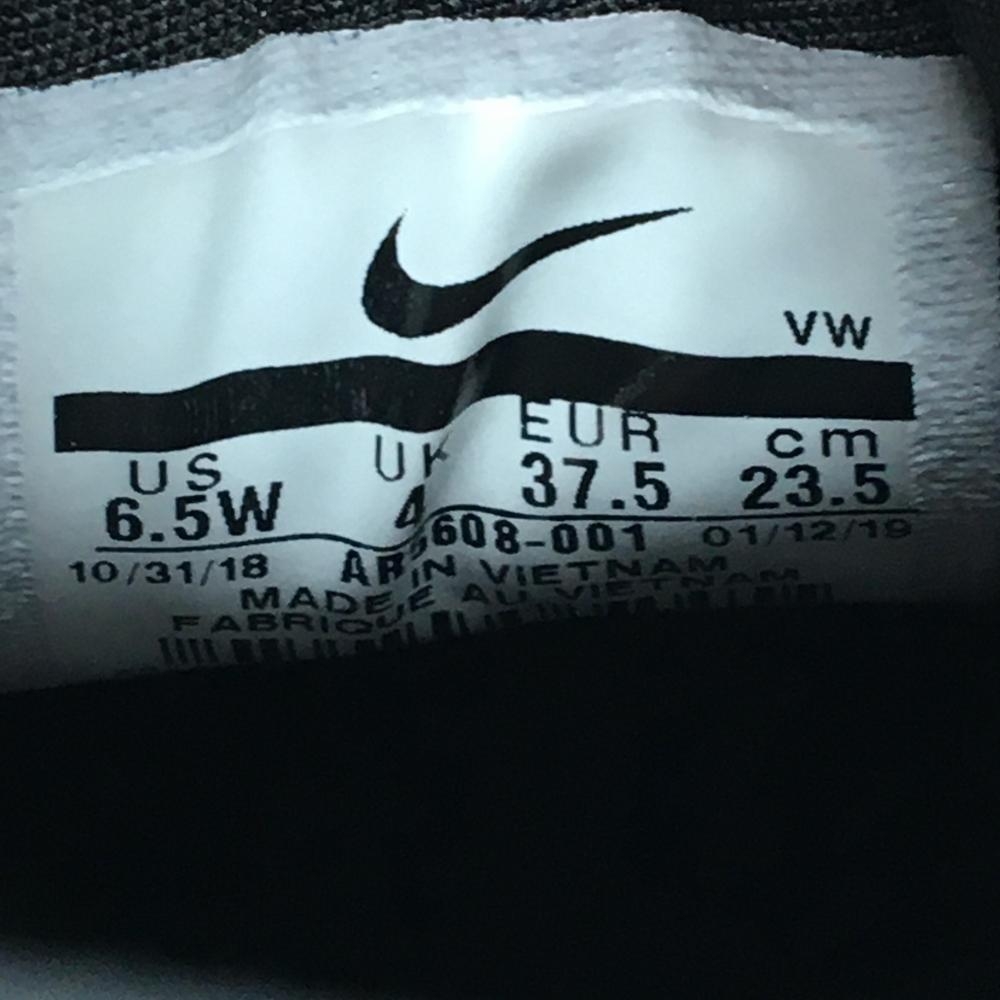 VW
US UK EUR cm
6.5W 4 37.5 23.5
10/31/18 608-001 01/12/19
MADE IN VIETNAM
FABRIQUE AU VIETNAM